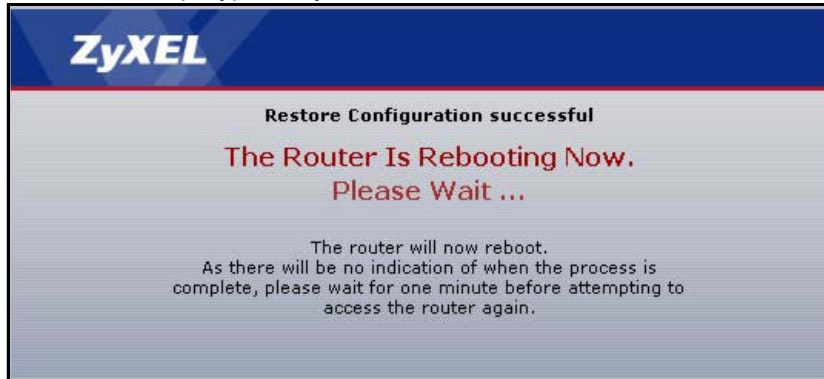 ZyXEL
Restore Configuration successful
The Router Is Rebooting Now.
Please Wait ...
The router will now reboot.
As there will be no indication of when the process is
complete, please wait for one minute before attempting to
access the router again.